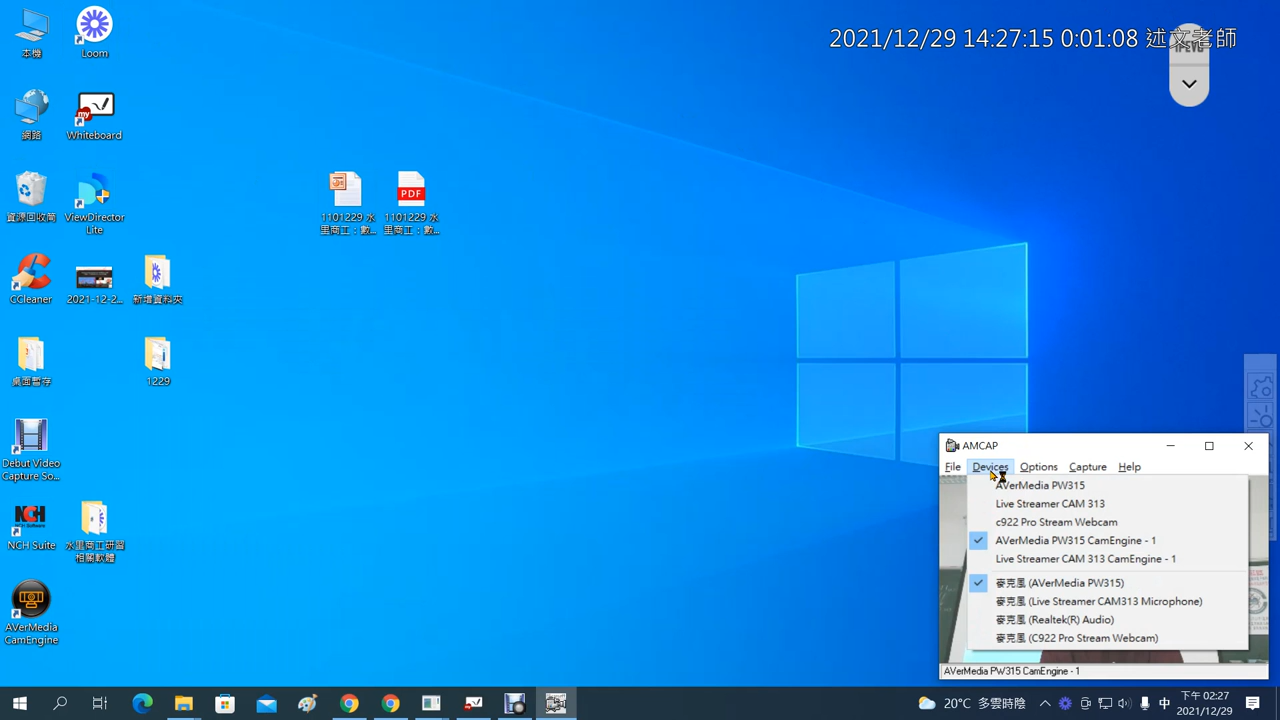 2021/12/29 14:27:15 0:01:08 述文老師
本機
Loom
網路
my
Whiteboard
資源回收筒
ViewDirector
Lite
PDF
1101229 水
里商工：數...
1101229 水
里商工：數...
CCleaner
2021-12-2...
新增資料夾
桌面暫存
1229
Debut Video
Capture So...
NCH
NCH Suite
水里商工研習
相關軟體
AVerMedia
CamEngine
AMCAP
File Devices Options Capture Help
AVerMedia PW315
Live Streamer CAM 313
c922 Pro Stream Webcam
AVerMedia PW315 CamEngine - 1
Live Streamer CAM 313 CamEngine - 1
麥克風 (AVerMedia PW315)
麥克風 (Live Streamer CAM313 Microphone)
麥克風 (Realtek(R) Audio)
麥克風 (C922 Pro Stream Webcam)
AVerMedia PW315 CamEngine - 1
20°C 多雲時陰
中
下午 02:27
2021/12/29